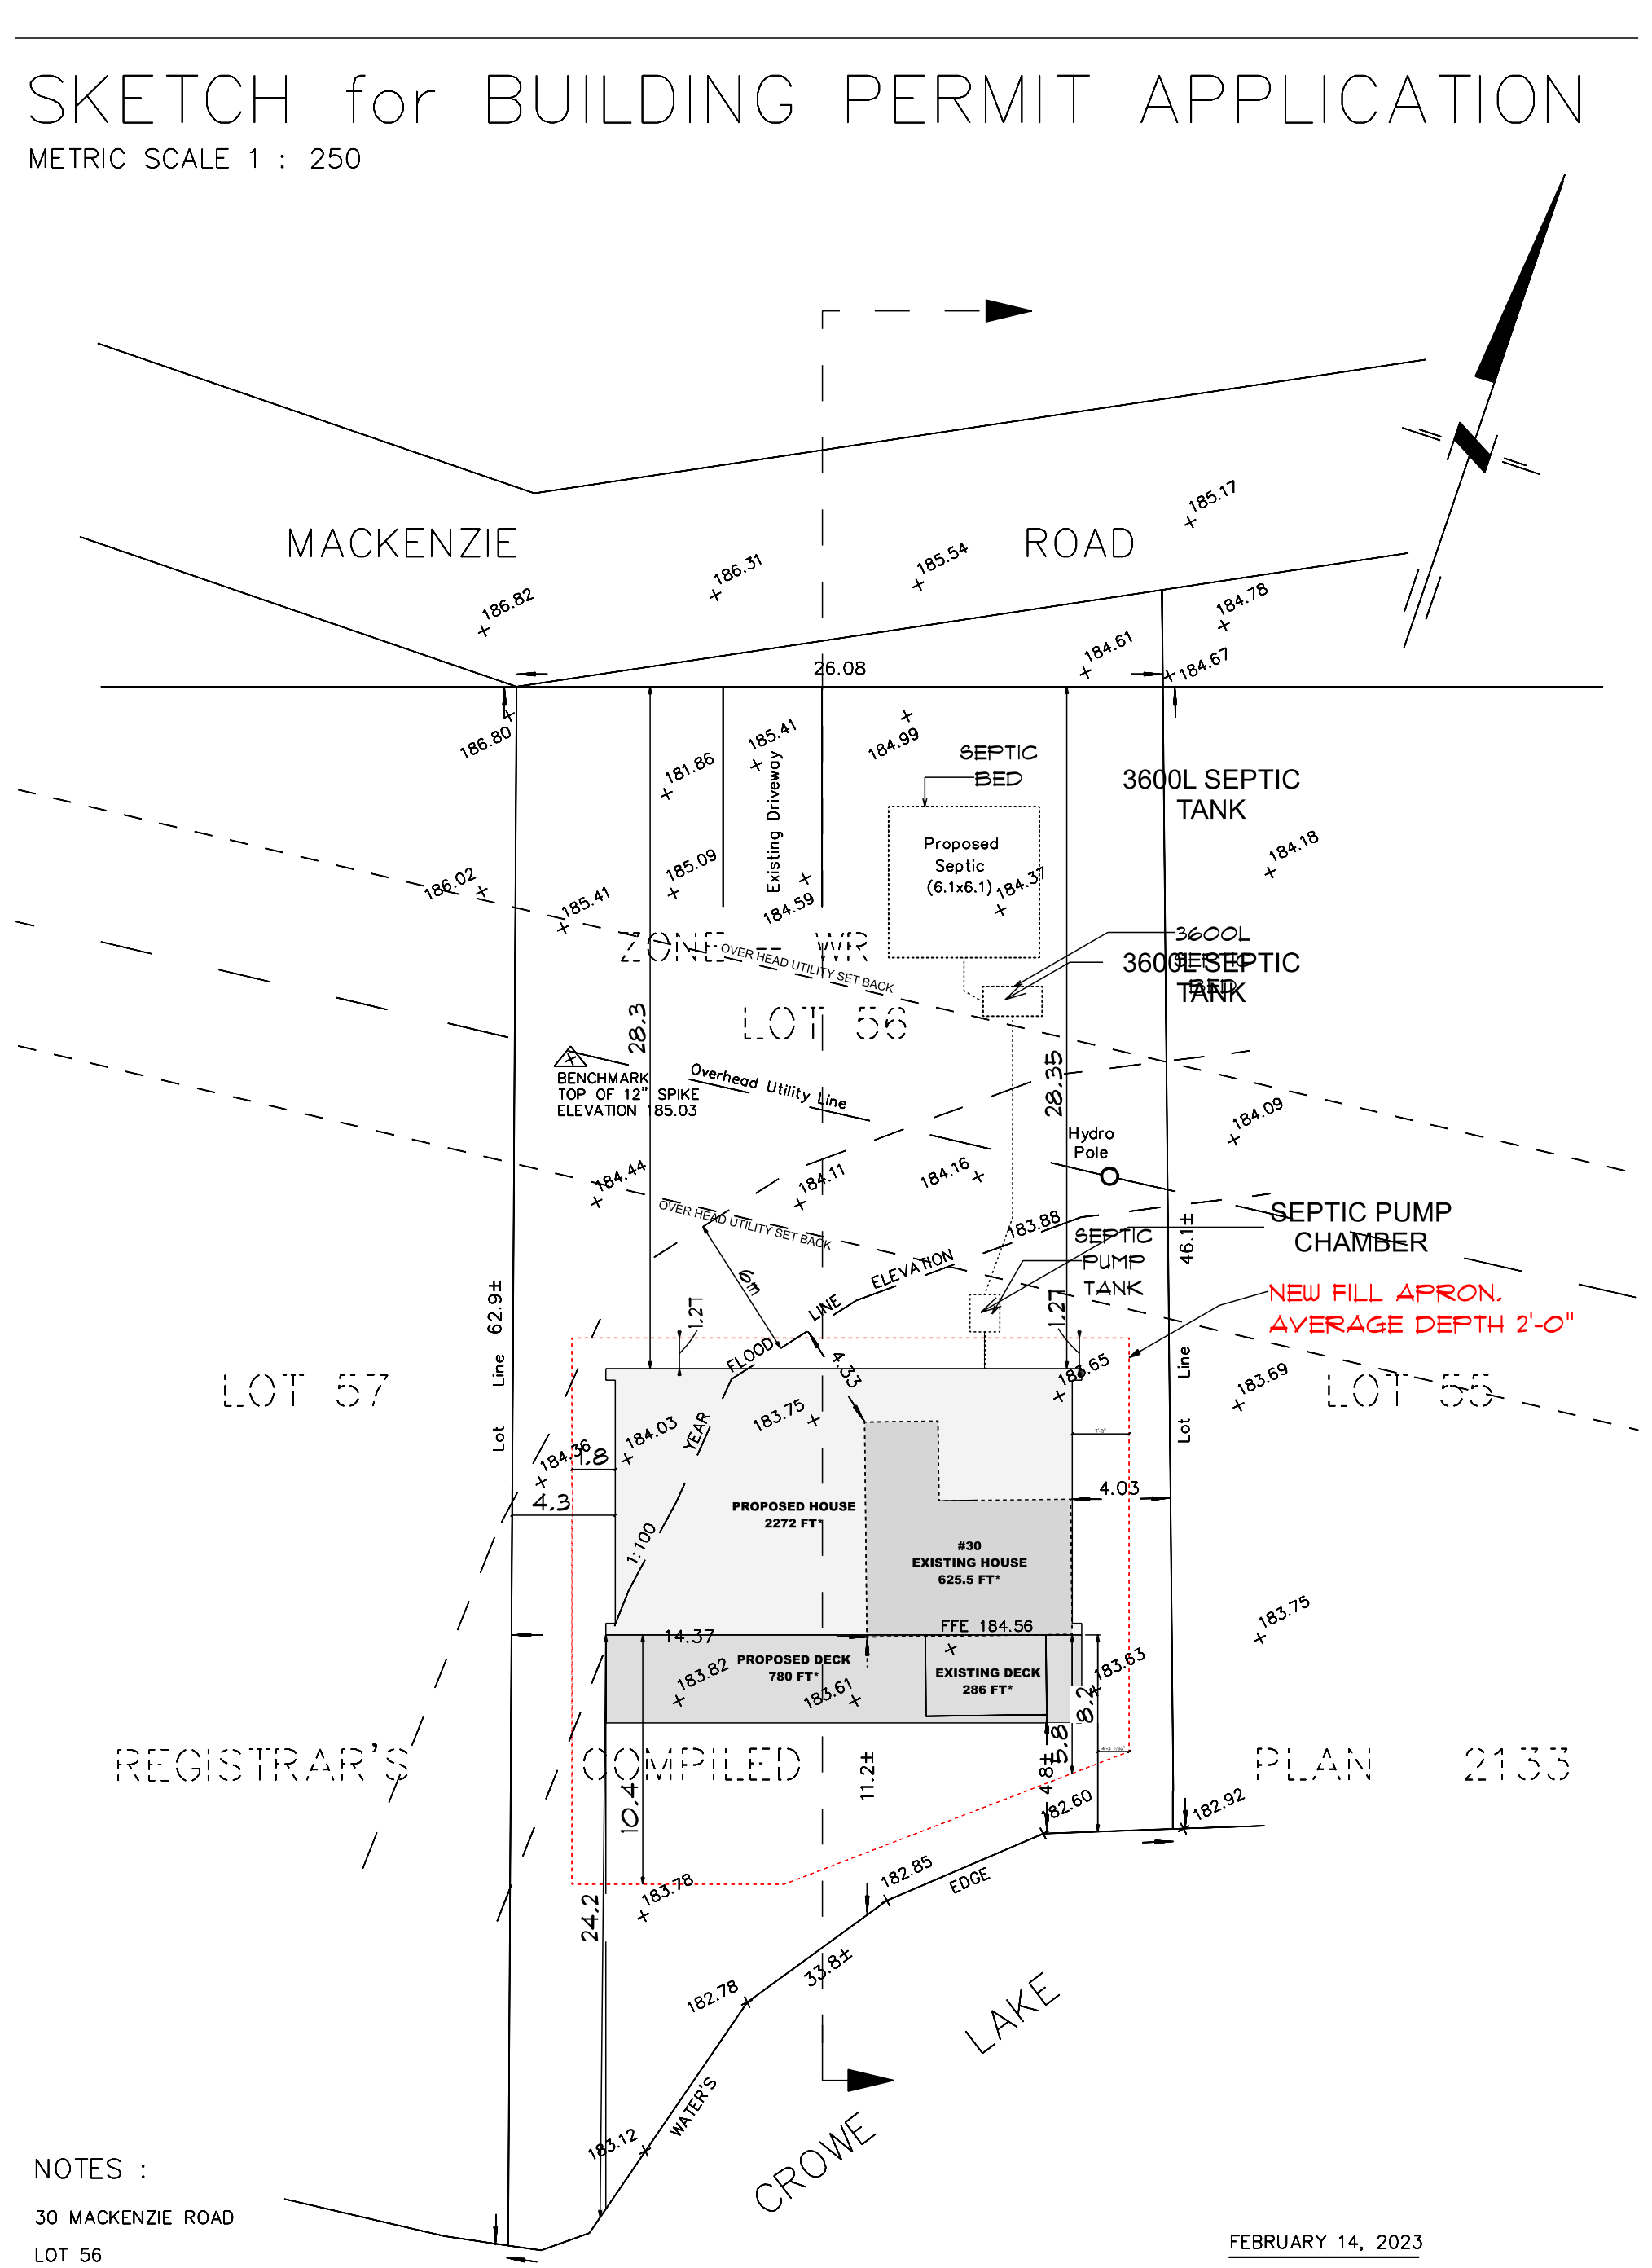 SKETCH for BUILDING PERMIT APPLICATION
METRIC SCALE 1 : 250
MACKENZIE ROAD
185.17
185.54
186.31
186.82
184.78
184.61
184.67
26.08
186.80
185.41
184.99
181.86
SEPTIC
BED
3600L SEPTIC
TANK
Existing Driveway
Proposed
Septic
(6.1x6.1)
184.37
184.18
185.09
186.02
185.41
184.59
ZONE -- WR
OVER HEAD UTILITY SET BACK
3600L
SEPTIC
BED
3600L SEPTIC
TANK
LOT 56
28.3
28.35
BENCHMARK
TOP OF 12" SPIKE
ELEVATION 185.03
Overhead Utility Line
Hydro
Pole
184.09
184.44
184.11
184.16
OVER HEAD UTILITY SET BACK
183.88
SEPTIC
PUMP
TANK
SEPTIC PUMP
CHAMBER
46.1±
62.9±
6m
1.27
1.27
1:100 YEAR FLOOD LINE ELEVATION
NEW FILL APRON.
AVERAGE DEPTH 2'-0"
Lot Line
Lot Line
LOT 57
LOT 55
4.33
183.65
183.69
183.75
184.03
184.36
1.8
4.3
4.03
PROPOSED HOUSE
2272 FT²
#30
EXISTING HOUSE
625.5 FT²
FFE 184.56
14.37
183.75
PROPOSED DECK
780 FT²
EXISTING DECK
286 FT²
183.82
183.61
183.63
8.2
5.8
4.8±
11.2±
10.4
REGISTRAR'S COMPILED PLAN 2133
182.60
182.92
182.85
EDGE
183.78
24.2
33.8±
182.78
WATER'S
183.12
CROWE LAKE
NOTES :
30 MACKENZIE ROAD
LOT 56
FEBRUARY 14, 2023